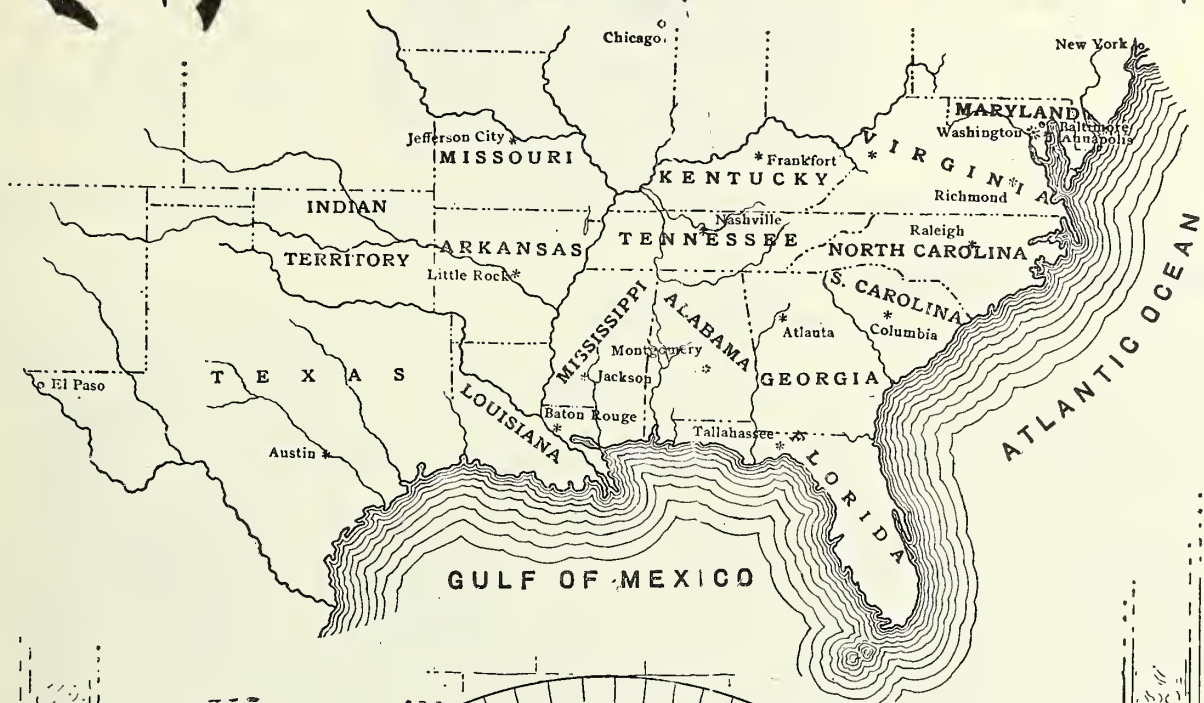 Chicago
New York
MARYLAND
Baltimore
Washington
Annapolis
Jefferson City
MISSOURI
Frankfort
KENTUCKY
VIRGINIA
Richmond
INDIAN
TERRITORY
ARKANSAS
Little Rock
Nashville
TENNESSEE
Raleigh
NORTH CAROLINA
S. CAROLINA
Columbia
MISSISSIPPI
ALABAMA
Atlanta
Montgomery
Jackson
GEORGIA
El Paso
TEXAS
LOUISIANA
Baton Rouge
Tallahassee
FLORIDA
Austin
GULF OF MEXICO
ATLANTIC OCEAN